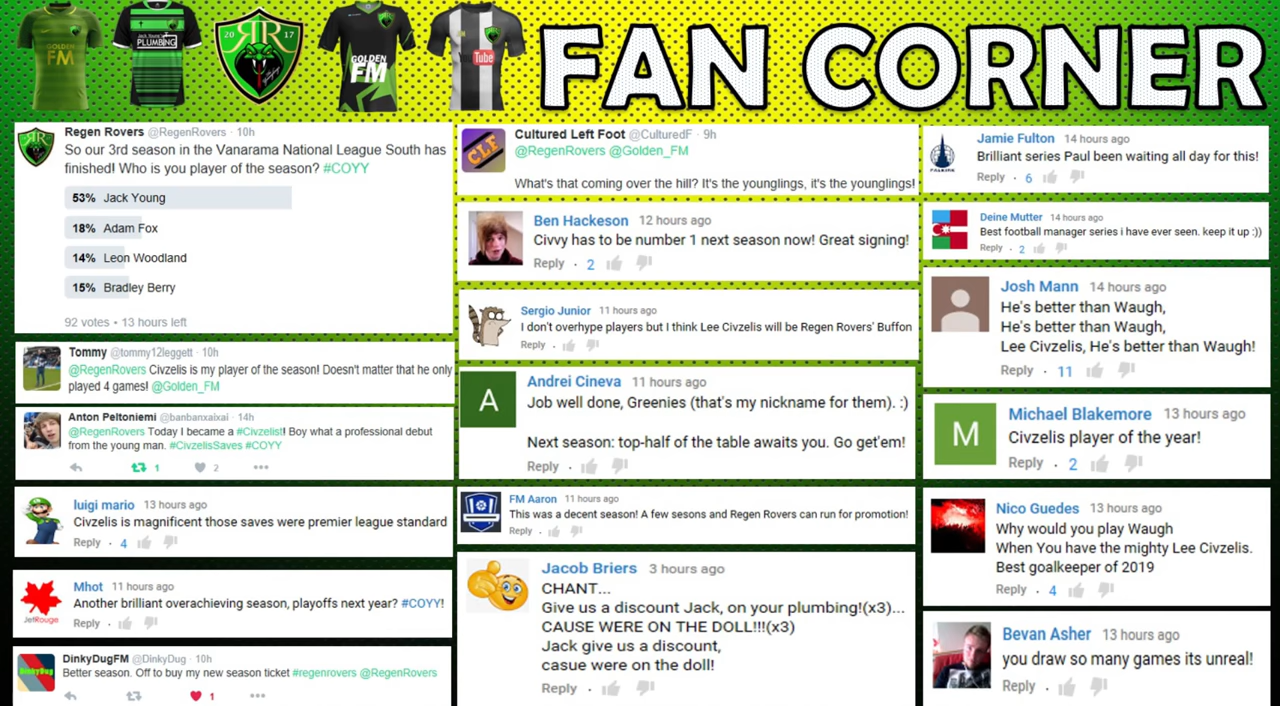 GOLDEN
FM
Jack Young's
PLUMBING
20 17
RR
GOLDEN
FM
Tube
FAN CORNER
Regen Rovers @RegenRovers · 10h
So our 3rd season in the Vanarama National League South has
finished! Who is you player of the season? #COYY
53% Jack Young
18% Adam Fox
14% Leon Woodland
15% Bradley Berry
92 votes • 13 hours left
Tommy @tommy12leggett · 10h
@RegenRovers Civzelis is my player of the season! Doesn't matter that he only
played 4 games! @Golden_FM
Anton Peltoniemi @banbanxaixai · 14h
@RegenRovers Today I became a #Civzelist! Boy what a professional debut
from the young man. #CivzelisSaves #COYY
1 2
luigi mario 13 hours ago
Civzelis is magnificent those saves were premier league standard
Reply · 4
JetRouge
Mhot 11 hours ago
Another brilliant overachieving season, playoffs next year? #COYY!
Reply ·
DinkyDug
DinkyDugFM @DinkyDug · 10h
Better season. Off to buy my new season ticket #regenrovers @RegenRovers
1
CLF
Cultured Left Foot @CulturedF · 9h
@RegenRovers @Golden_FM
What's that coming over the hill? It's the younglings, it's the younglings!
Ben Hackeson 12 hours ago
Civvy has to be number 1 next season now! Great signing!
Reply · 2
Sergio Junior 11 hours ago
I don't overhype players but I think Lee Civzelis will be Regen Rovers' Buffon
Reply ·
A
Andrei Cineva 11 hours ago
Job well done, Greenies (that's my nickname for them). :)
Next season: top-half of the table awaits you. Go get'em!
Reply ·
FM Aaron 11 hours ago
This was a decent season! A few sesons and Regen Rovers can run for promotion!
Reply ·
Jacob Briers 3 hours ago
CHANT...
Give us a discount Jack, on your plumbing!(x3)...
CAUSE WERE ON THE DOLL!!!(x3)
Jack give us a discount,
casue were on the doll!
Reply ·
FALKIRK
Jamie Fulton 14 hours ago
Brilliant series Paul been waiting all day for this!
Reply · 6
Deine Mutter 14 hours ago
Best football manager series i have ever seen. keep it up :))
Reply · 2
Josh Mann 14 hours ago
He's better than Waugh,
He's better than Waugh,
Lee Civzelis, He's better than Waugh!
Reply · 11
M
Michael Blakemore 13 hours ago
Civzelis player of the year!
Reply · 2
Nico Guedes 13 hours ago
Why would you play Waugh
When You have the mighty Lee Civzelis.
Best goalkeeper of 2019
Reply · 4
Bevan Asher 13 hours ago
you draw so many games its unreal!
Reply ·